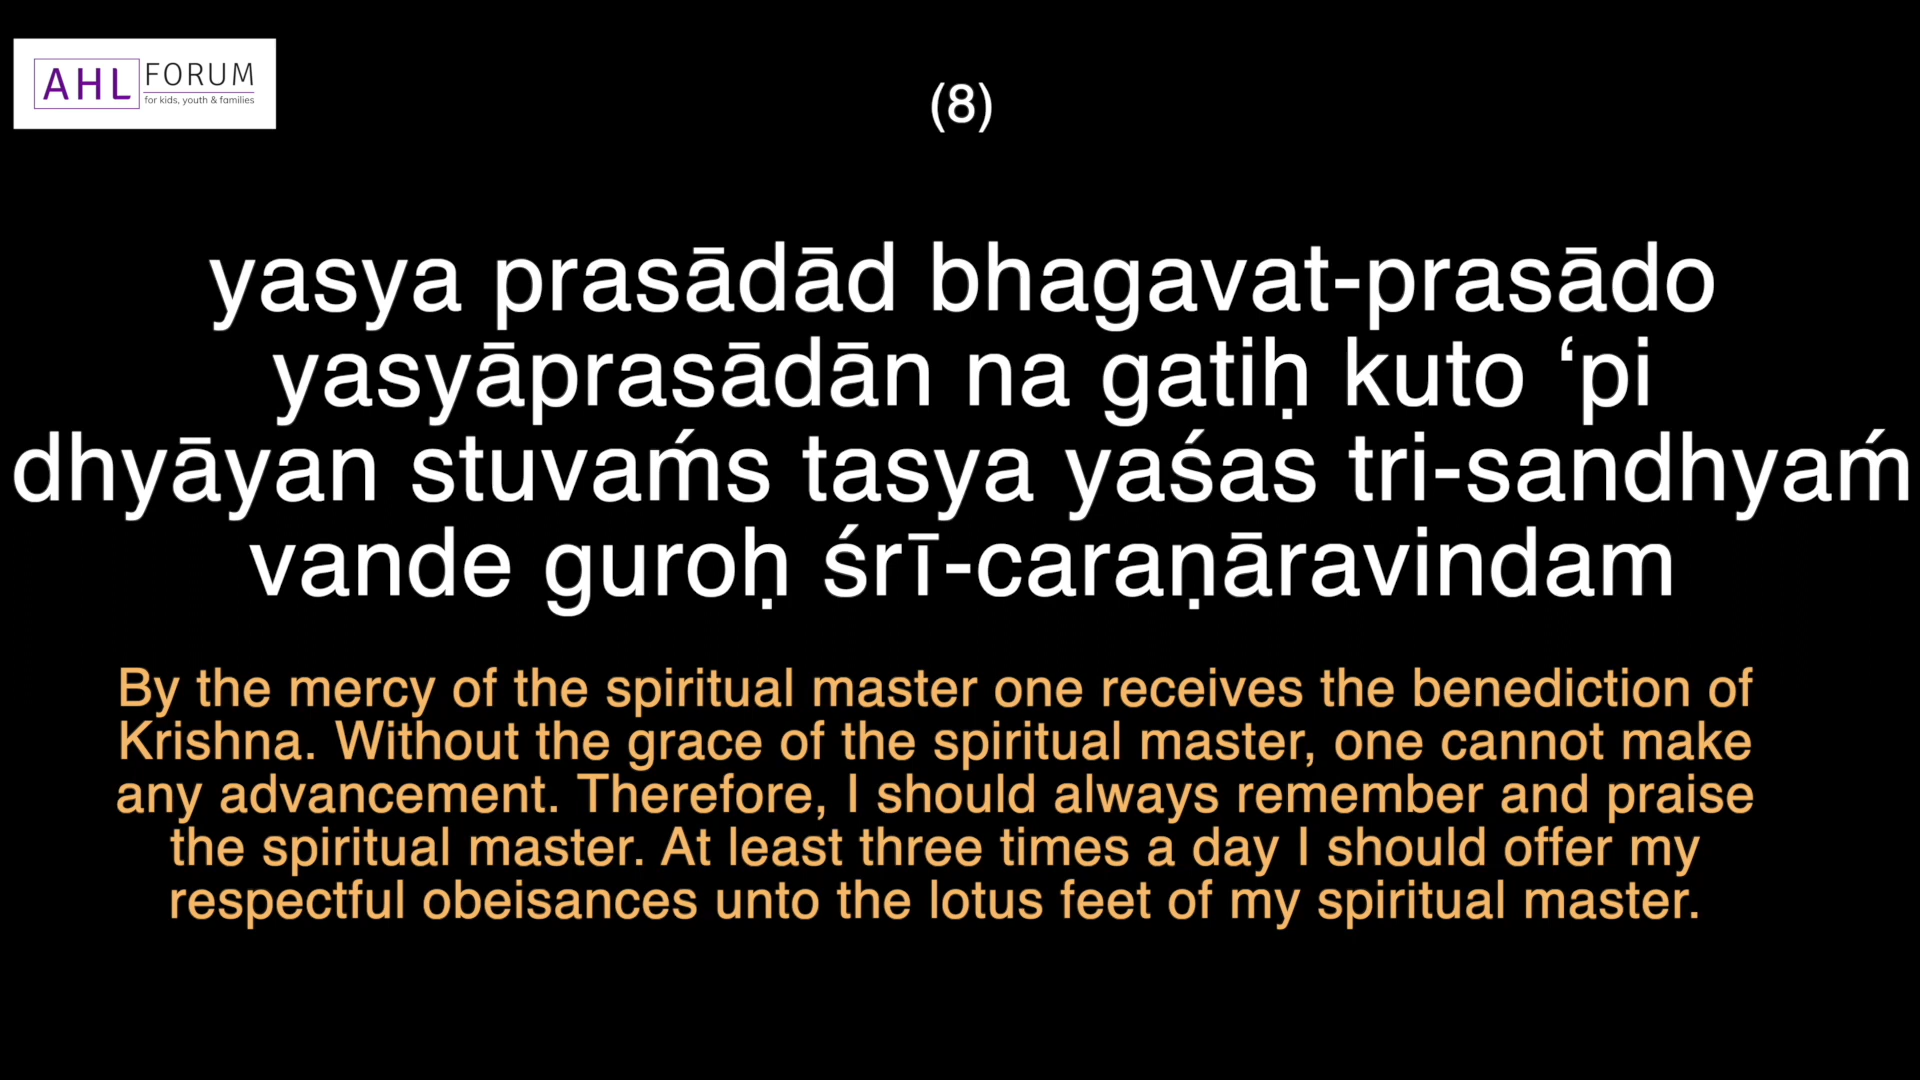 AHL FORUM
for kids, youth & families
(8)
yasya prasādād bhagavat-prasādo
yasyāprasādān na gatiḥ kuto ‘pi
dhyāyan stuvaḿs tasya yaśas tri-sandhyaḿ
vande guroḥ śrī-caraṇāravindam
By the mercy of the spiritual master one receives the benediction of
Krishna. Without the grace of the spiritual master, one cannot make
any advancement. Therefore, I should always remember and praise
the spiritual master. At least three times a day I should offer my
respectful obeisances unto the lotus feet of my spiritual master.